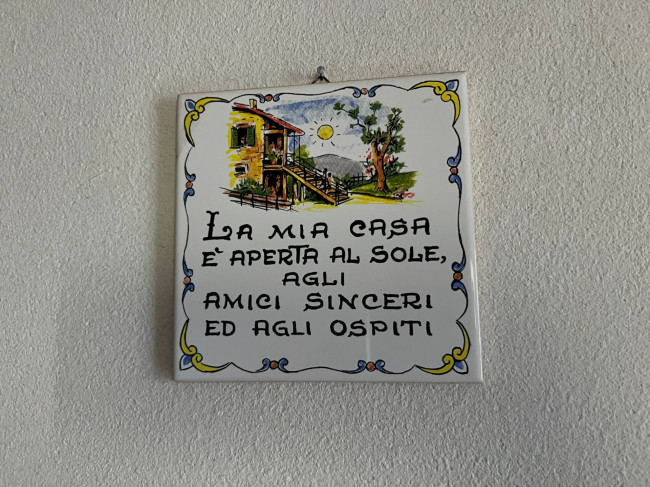 LA MIA CASA
E' APERTA AL SOLE,
AGLI
AMICI SINCERI
ED AGLI OSPITI